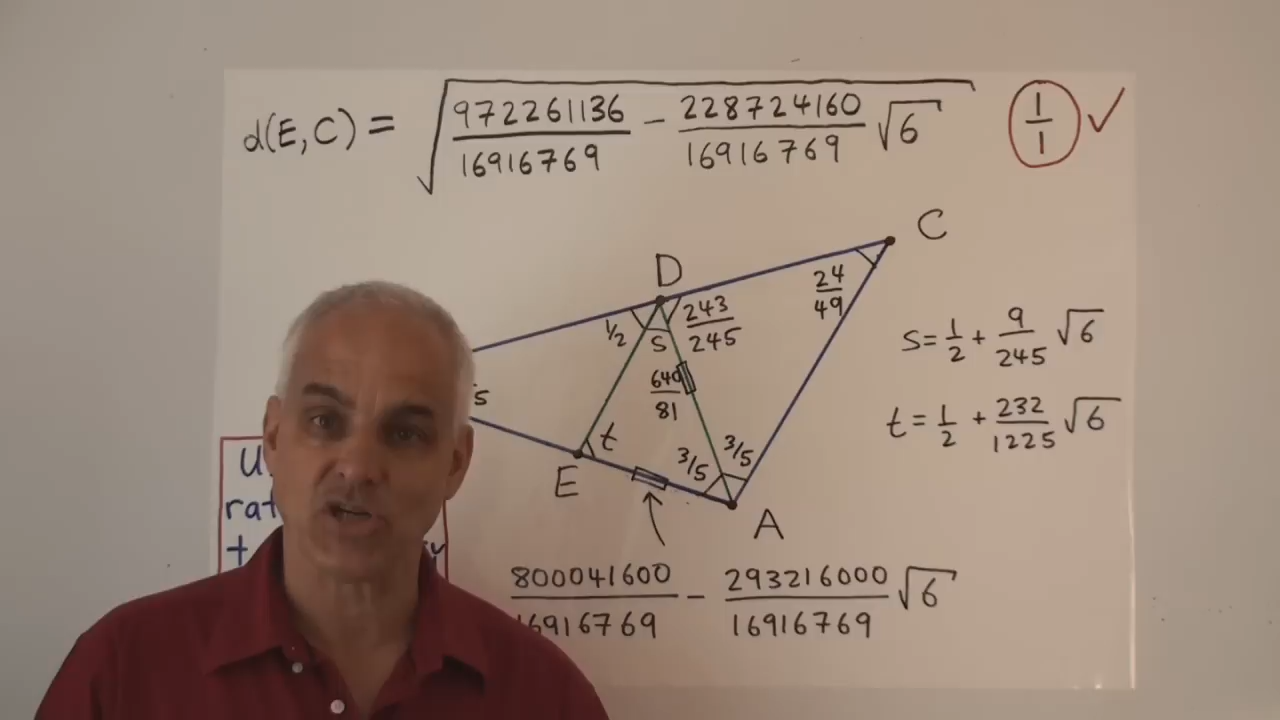 d(E,C) = √(972261136/16916769 − 228724160/16916769 √6) 1/1 ✓
C
D
24/49
1/2 s 243/245
s = 1/2 + 9/245 √6
640/81
t 3/5 3/5
t = 1/2 + 232/1225 √6
E
A
800041600/16916769 − 293216000/16916769 √6